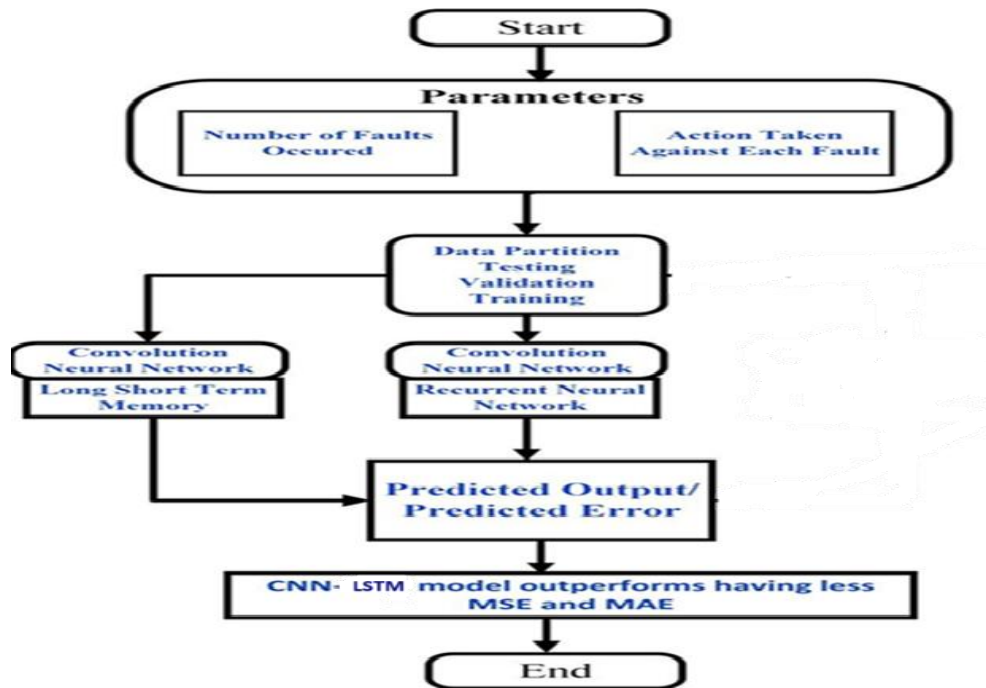 Start
Parameters
Number of Faults
Occured
Action Taken
Against Each Fault
Data Partition
Testing
Validation
Training
Convolution
Neural Network
Long Short Term
Memory
Convolution
Neural Network
Recurrent Neural
Network
Predicted Output/
Predicted Error
CNN- LSTM model outperforms having less
MSE and MAE
End